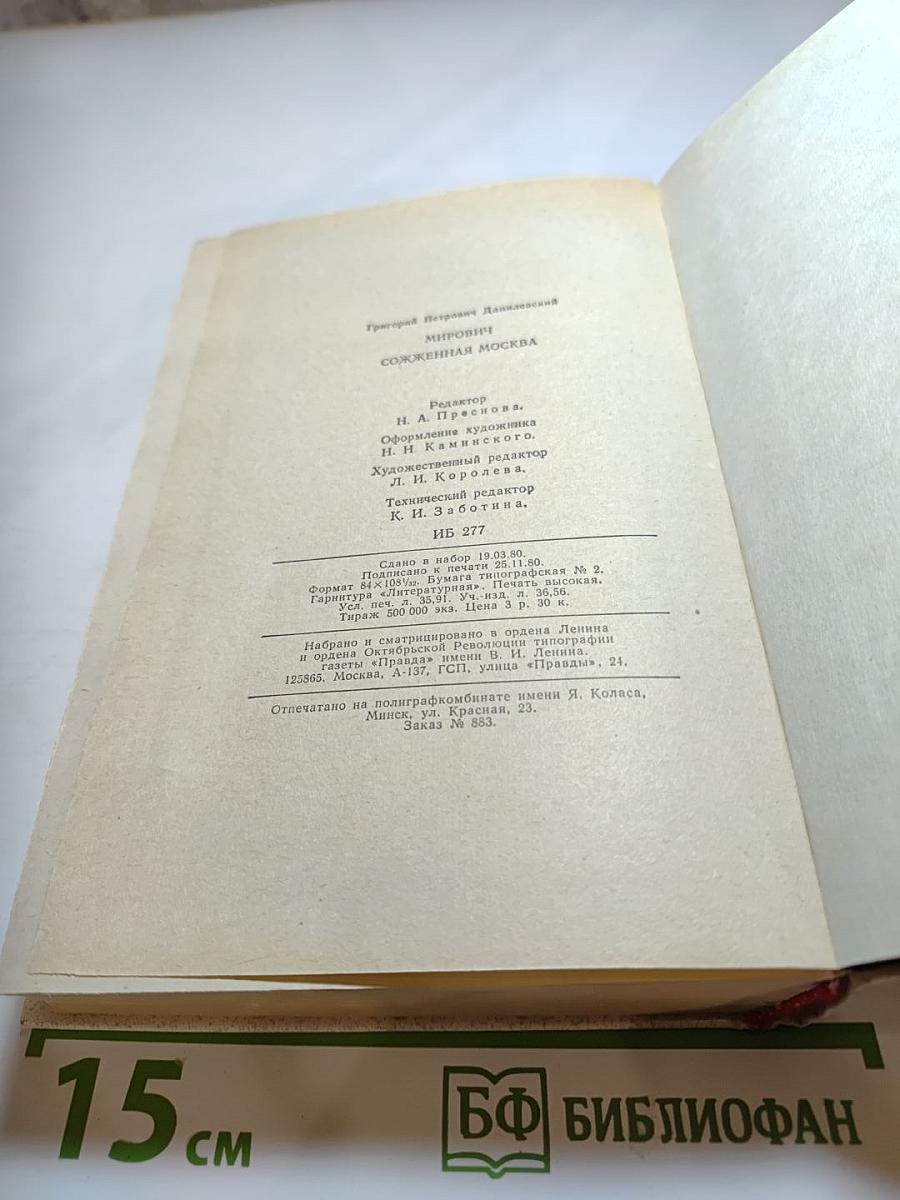 Григорий Петрович Данилевский
МИРОВИЧ
СОЖЖЕННАЯ МОСКВА
Редактор
Н. А. Преснова.
Оформление художника
Н. Н. Каминского.
Художественный редактор
Л. И. Королева.
Технический редактор
К. И. Заботина.
ИБ 277
Сдано в набор 19.03.80.
Подписано к печати 25.11.80.
Формат 84×108¹/₃₂. Бумага типографская № 2.
Гарнитура «Литературная». Печать высокая.
Усл. печ. л. 35,91. Уч.-изд. л. 36,56.
Тираж 500 000 экз. Цена 3 р. 30 к.
Набрано и сматрицировано в ордена Ленина
и ордена Октябрьской Революции типографии
газеты «Правда» имени В. И. Ленина.
125865. Москва, А-137, ГСП, улица «Правды», 24.
Отпечатано на полиграфкомбинате имени Я. Коласа,
Минск, ул. Красная, 23.
Заказ № 883.
15 см
БФ БИБЛИОФАН